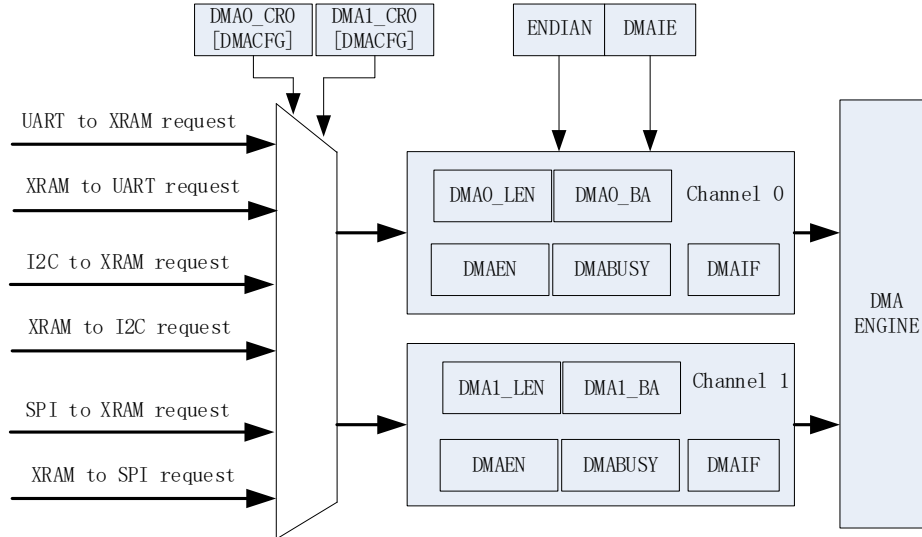 DMA0_CR0
[DMACFG]
DMA1_CR0
[DMACFG]
ENDIAN
DMAIE
UART to XRAM request
XRAM to UART request
I2C to XRAM request
XRAM to I2C request
SPI to XRAM request
XRAM to SPI request
DMA0_LEN
DMA0_BA
Channel 0
DMAEN
DMABUSY
DMAIF
DMA1_LEN
DMA1_BA
Channel 1
DMAEN
DMABUSY
DMAIF
DMA
ENGINE